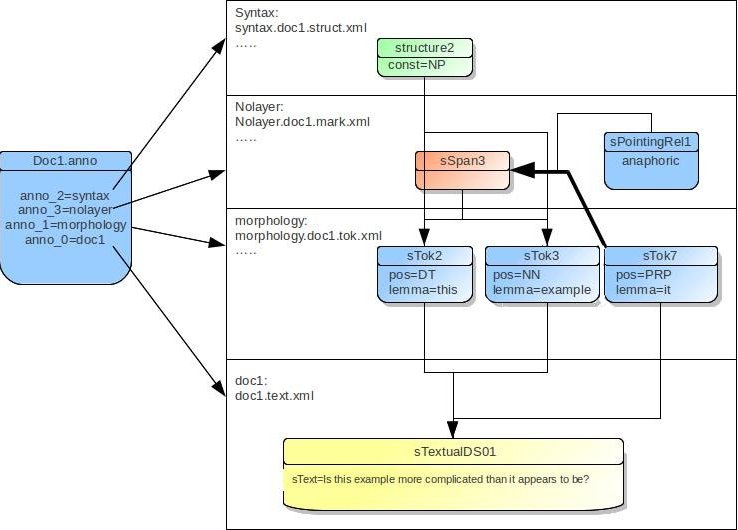 Syntax:
syntax.doc1.struct.xml
.....
structure2
const=NP
Nolayer:
Nolayer.doc1.mark.xml
.....
sPointingRel1
anaphoric
sSpan3
Doc1.anno
anno_2=syntax
anno_3=nolayer
anno_1=morphology
anno_0=doc1
morphology:
morphology.doc1.tok.xml
.....
sTok2
pos=DT
lemma=this
sTok3
pos=NN
lemma=example
sTok7
pos=PRP
lemma=it
doc1:
doc1.text.xml
sTextualDS01
sText=Is this example more complicated than it appears to be?